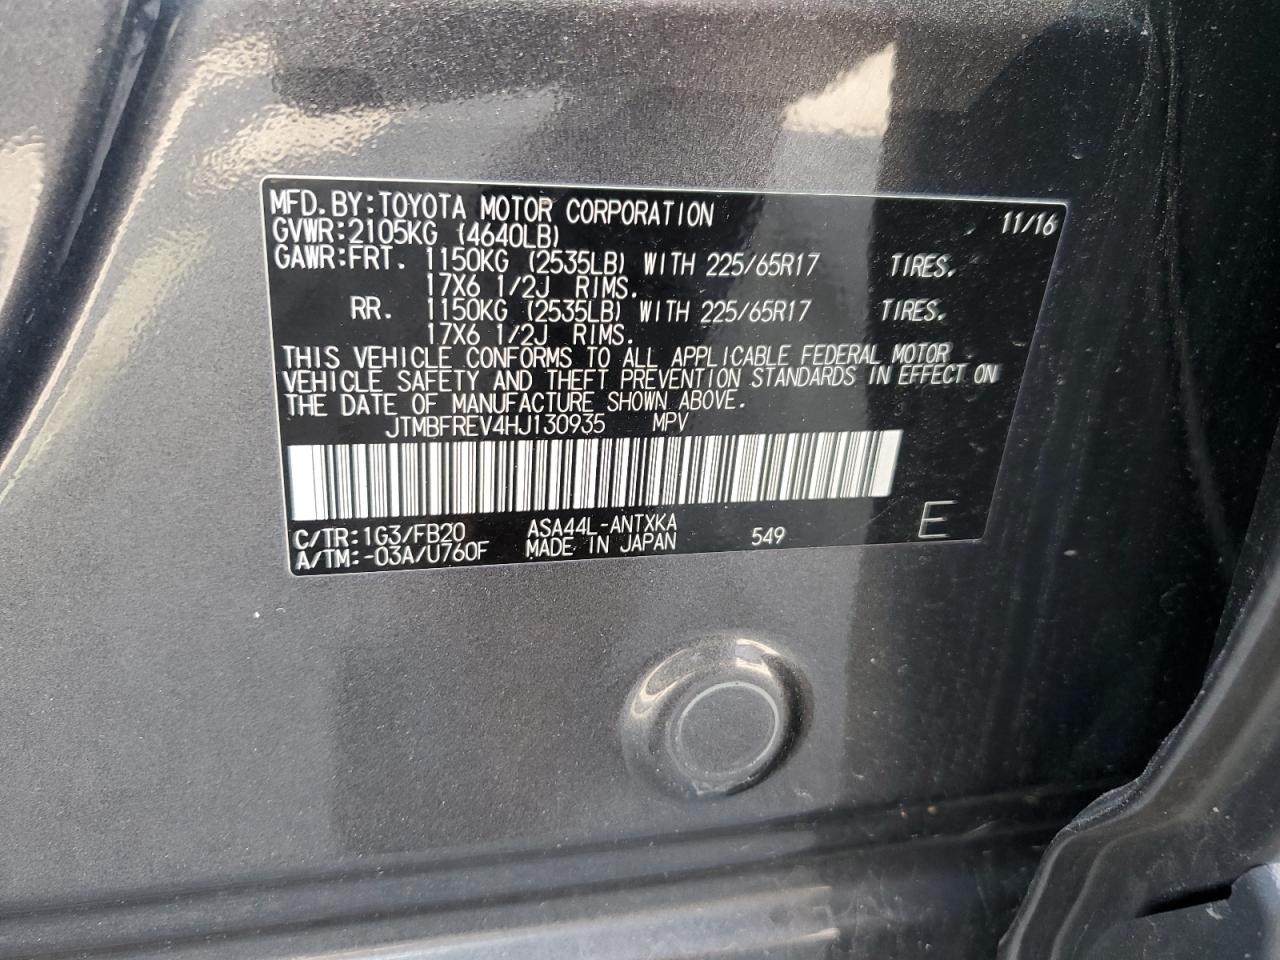 MFD. BY: TOYOTA MOTOR CORPORATION 11/16
GVWR: 2105KG (4640LB)
GAWR: FRT. 1150KG (2535LB) WITH 225/65R17 TIRES.
17X6 1/2J RIMS.
RR. 1150KG (2535LB) WITH 225/65R17 TIRES.
17X6 1/2J RIMS.
THIS VEHICLE CONFORMS TO ALL APPLICABLE FEDERAL MOTOR
VEHICLE SAFETY AND THEFT PREVENTION STANDARDS IN EFFECT ON
THE DATE OF MANUFACTURE SHOWN ABOVE.
JTMBFREV4HJ130935 MPV
C/TR: 1G3/FB20 ASA44L-ANTXKA
A/TM: -03A/U760F MADE IN JAPAN 549 E